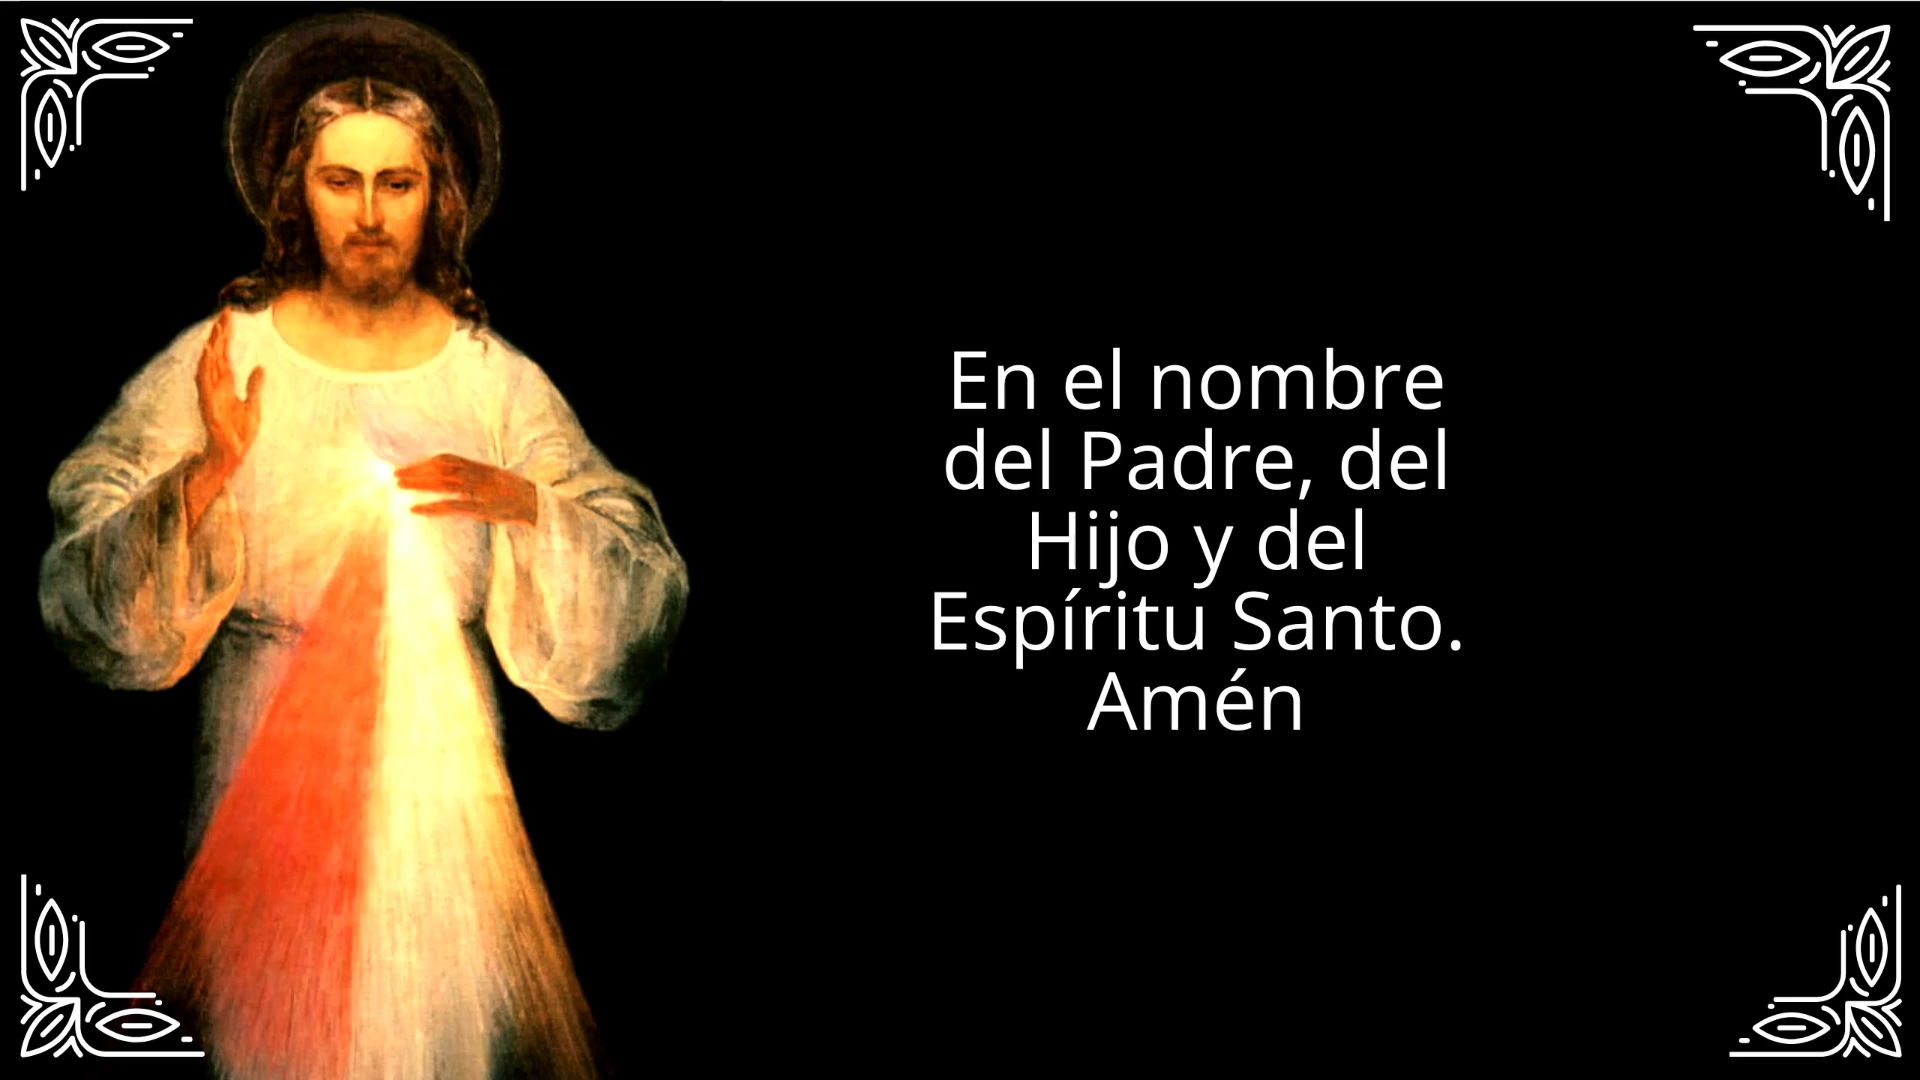 En el nombre
del Padre, del
Hijo y del
Espíritu Santo.
Amén